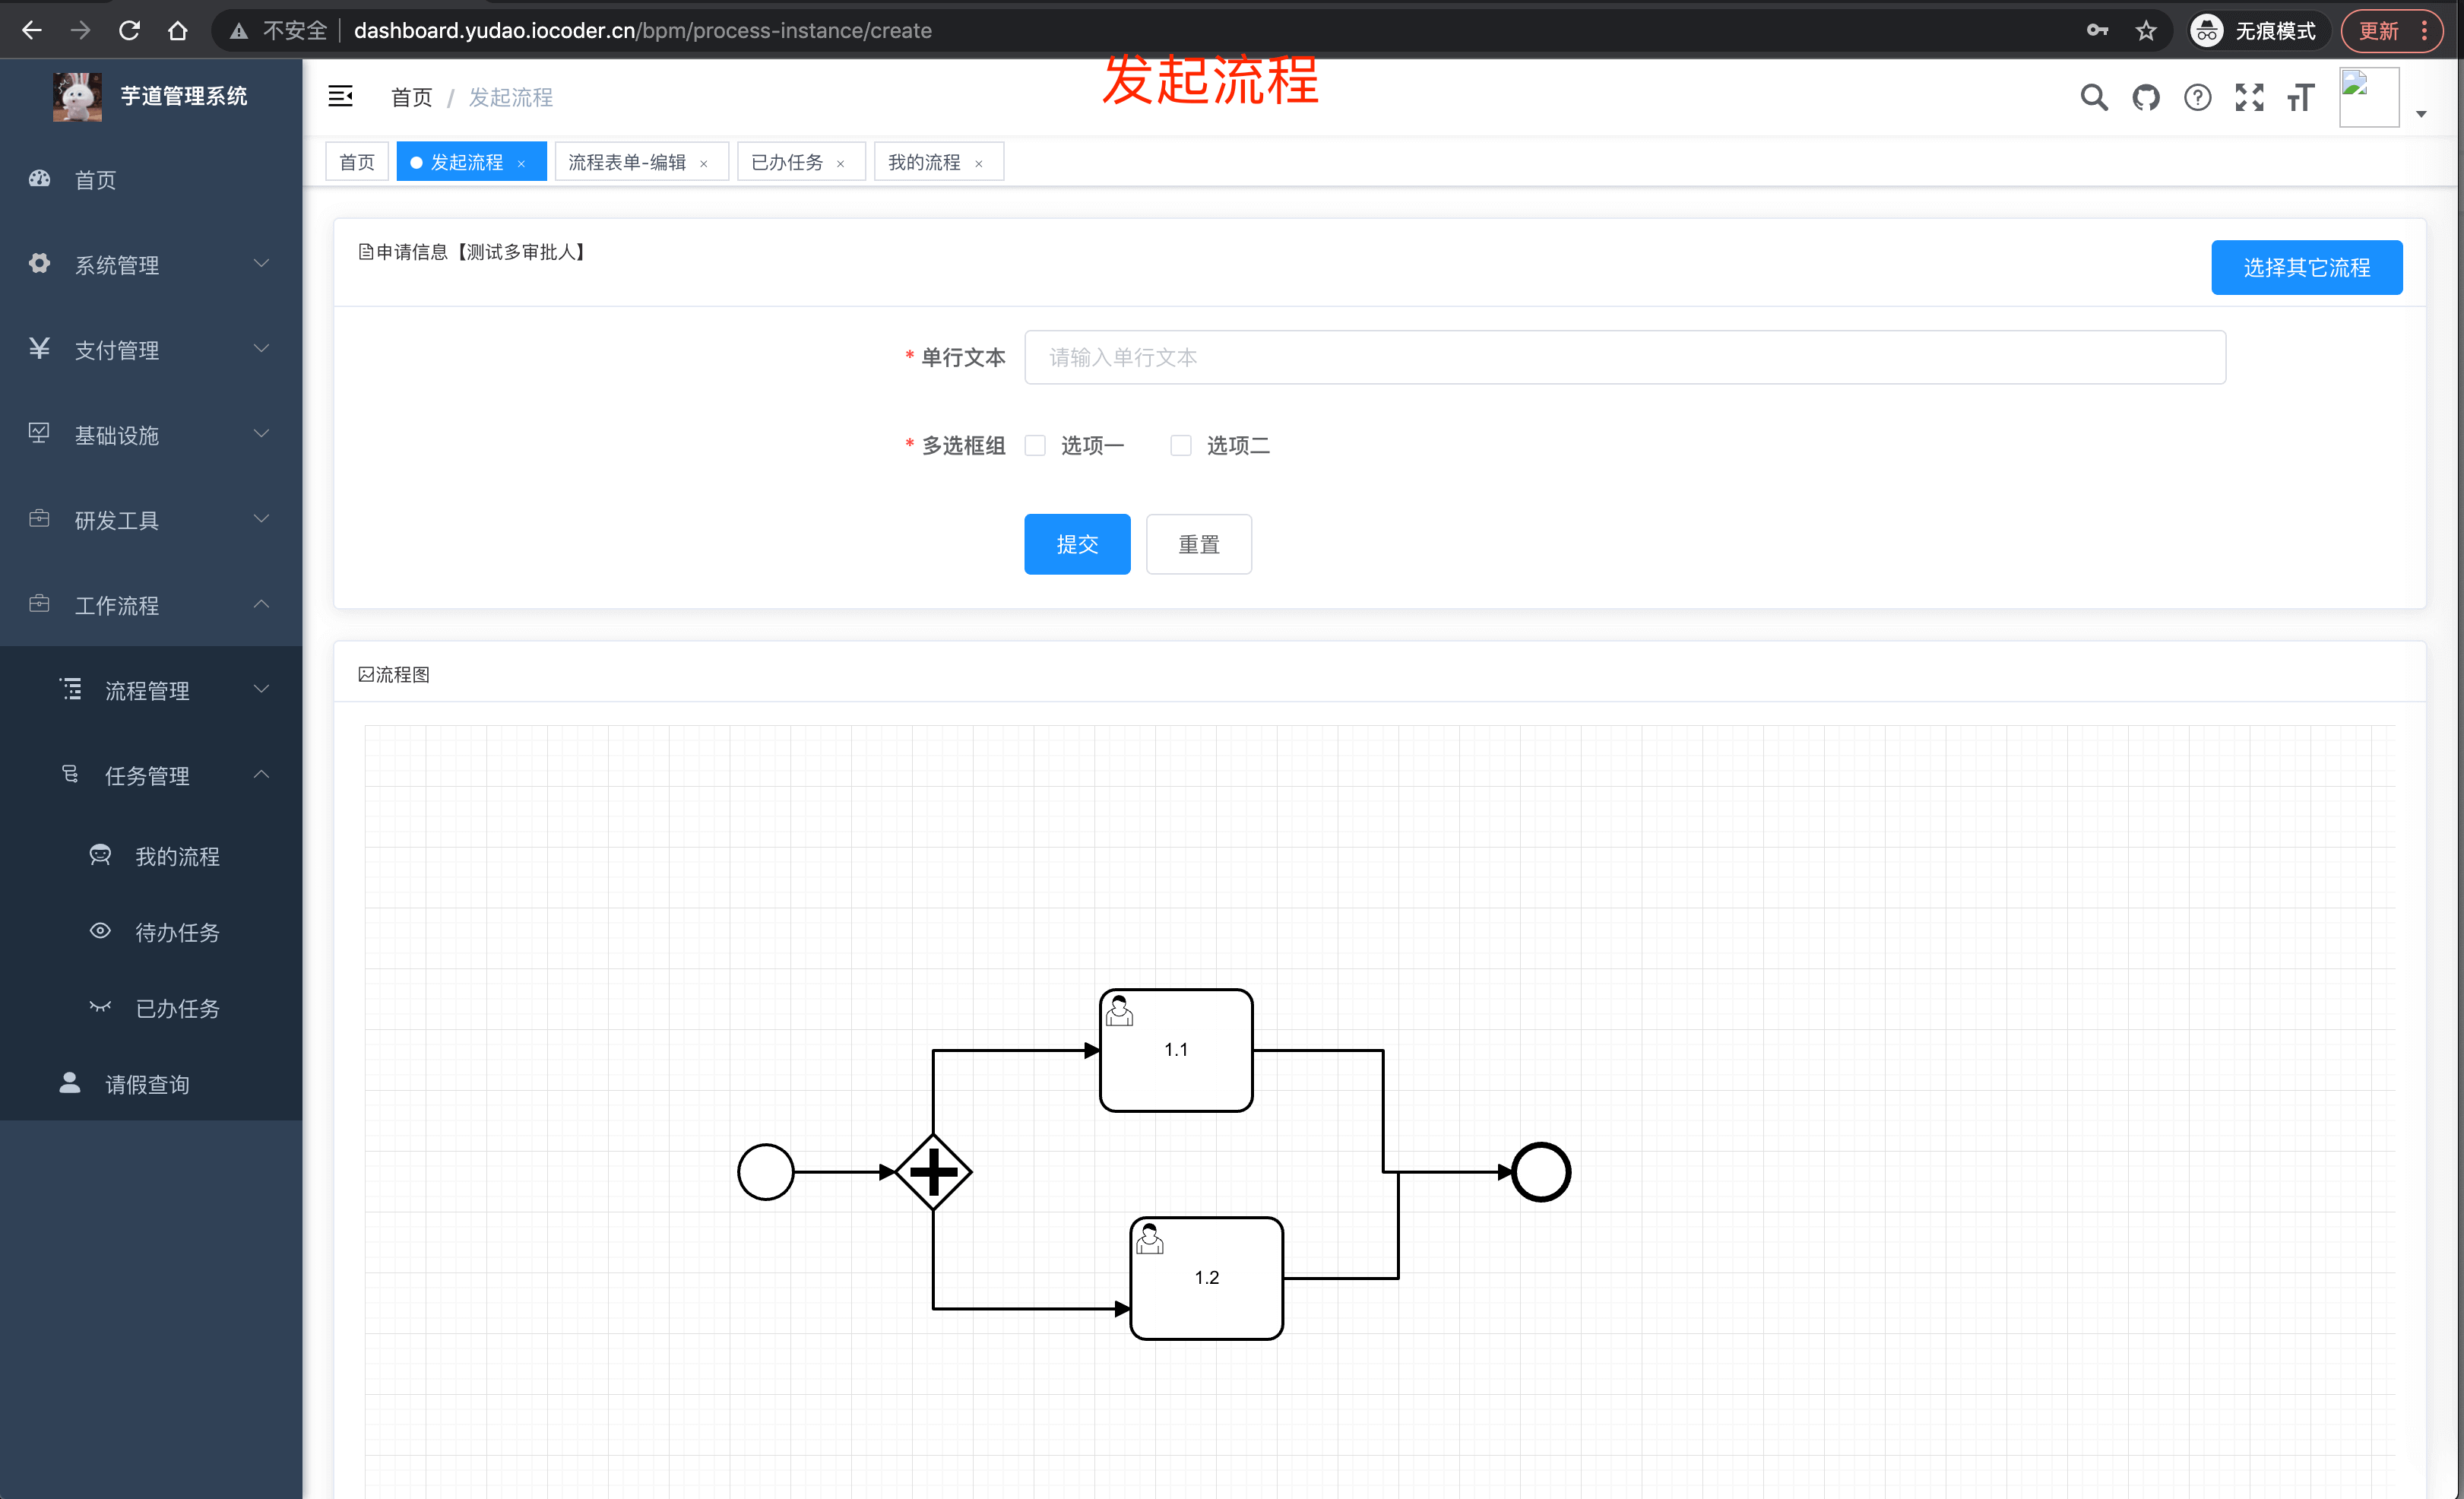 不安全 dashboard.yudao.iocoder.cn/bpm/process-instance/create 无痕模式 更新
发起流程
芋道管理系统
首页
系统管理
支付管理
基础设施
研发工具
工作流程
流程管理
任务管理
我的流程
待办任务
已办任务
请假查询
首页 / 发起流程
首页 发起流程 × 流程表单-编辑 × 已办任务 × 我的流程 ×
申请信息【测试多审批人】 选择其它流程
* 单行文本 请输入单行文本
* 多选框组 选项一 选项二
提交 重置
流程图
1.1
1.2